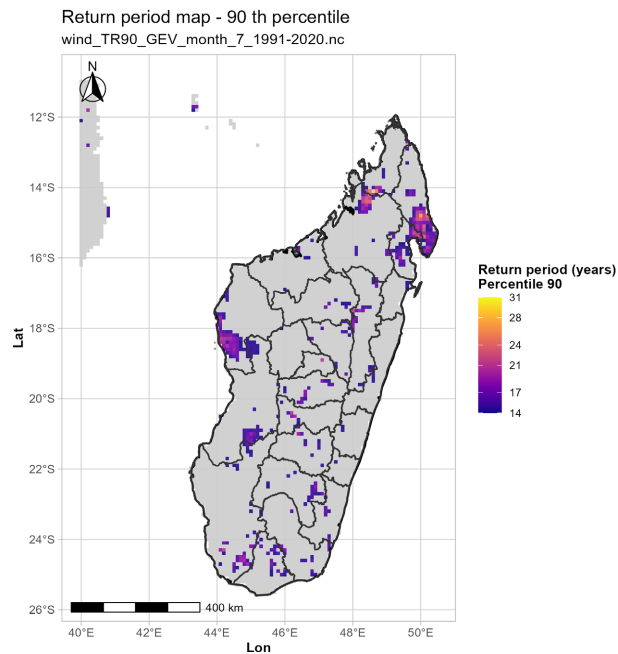 Return period map - 90 th percentile
wind_TR90_GEV_month_7_1991-2020.nc
N
12°S
14°S
16°S
18°S
20°S
22°S
24°S
26°S
Lat
400 km
40°E 42°E 44°E 46°E 48°E 50°E
Lon
Return period (years)
Percentile 90
31
28
24
21
17
14